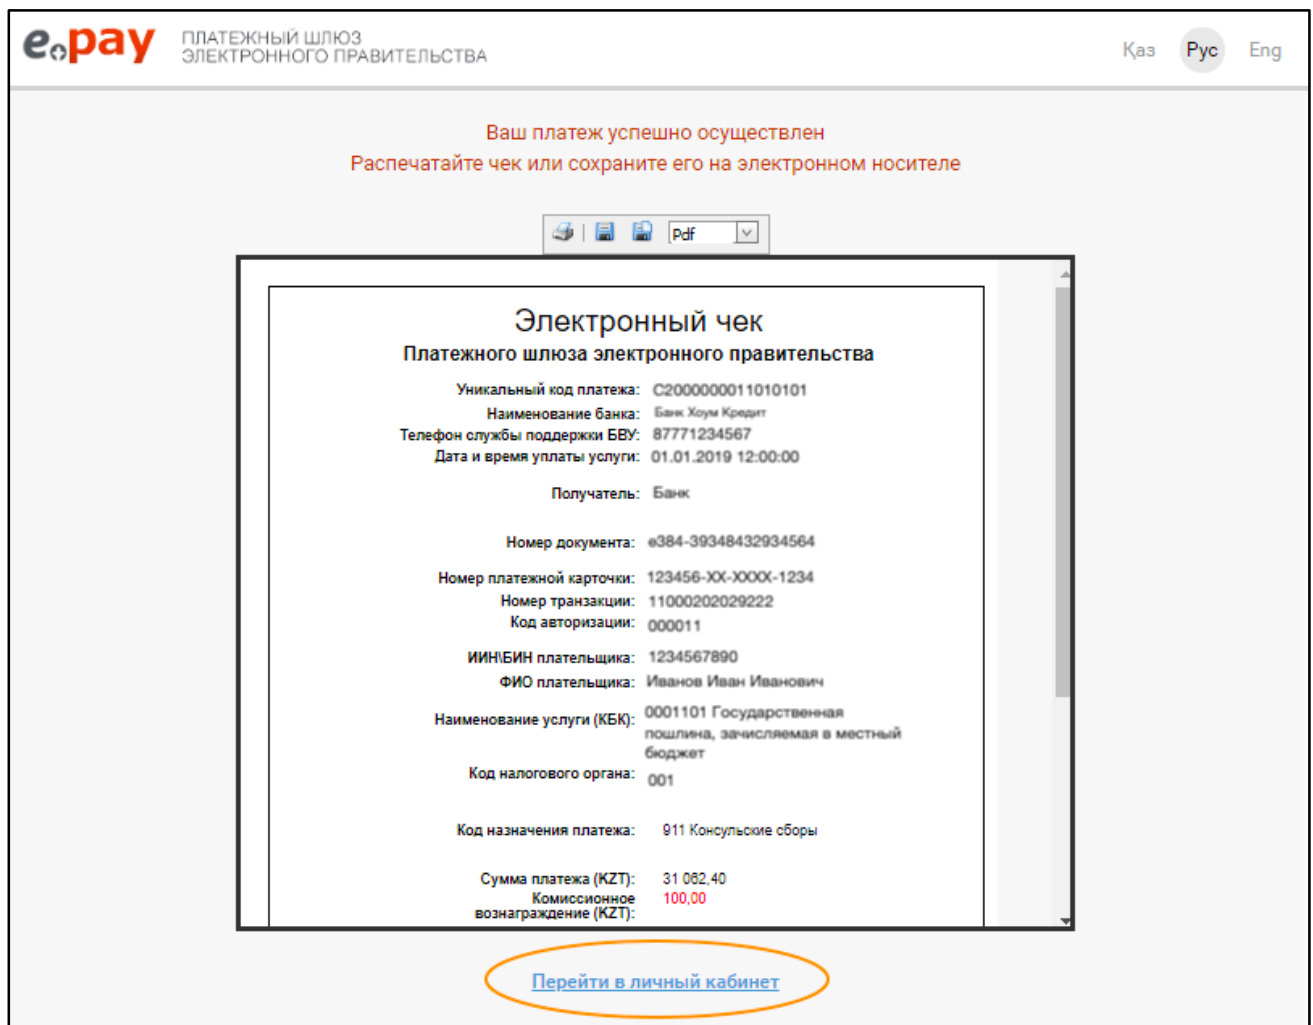 e.pay
ПЛАТЕЖНЫЙ ШЛЮЗ
ЭЛЕКТРОННОГО ПРАВИТЕЛЬСТВА
Қаз Рус Eng
Ваш платеж успешно осуществлен
Распечатайте чек или сохраните его на электронном носителе
Pdf
Электронный чек
Платежного шлюза электронного правительства
Уникальный код платежа: С2000000011010101
Наименование банка: Банк Хоум Кредит
Телефон службы поддержки БВУ: 87771234567
Дата и время уплаты услуги: 01.01.2019 12:00:00
Получатель: Банк
Номер документа: е384-39348432934564
Номер платежной карточки: 123456-XX-XXXX-1234
Номер транзакции: 11000202029222
Код авторизации: 000011
ИИН\БИН плательщика: 1234567890
ФИО плательщика: Иванов Иван Иванович
Наименование услуги (КБК): 0001101 Государственная
пошлина, зачисляемая в местный
бюджет
Код налогового органа: 001
Код назначения платежа: 911 Консульские сборы
Сумма платежа (KZT): 31 062,40
Комиссионное 100,00
вознаграждение (KZT):
Перейти в личный кабинет